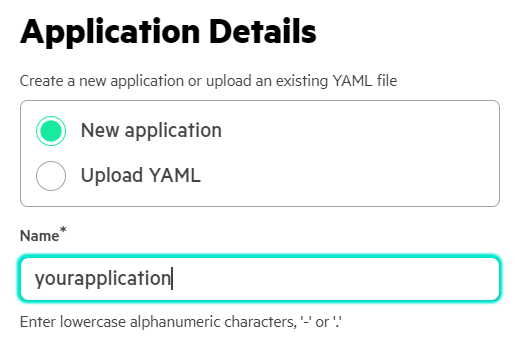 Application Details
Create a new application or upload an existing YAML file
New application
Upload YAML
Name*
yourapplication
Enter lowercase alphanumeric characters, '-' or '.'